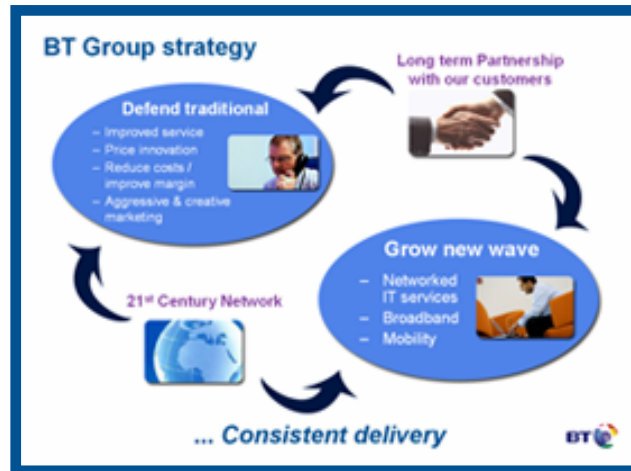 BT Group strategy
Long term Partnership
with our customers
Defend traditional
– Improved service
– Price innovation
– Reduce costs /
improve margin
– Aggressive & creative
marketing
Grow new wave
– Networked
IT services
– Broadband
– Mobility
21st Century Network
... Consistent delivery
BT